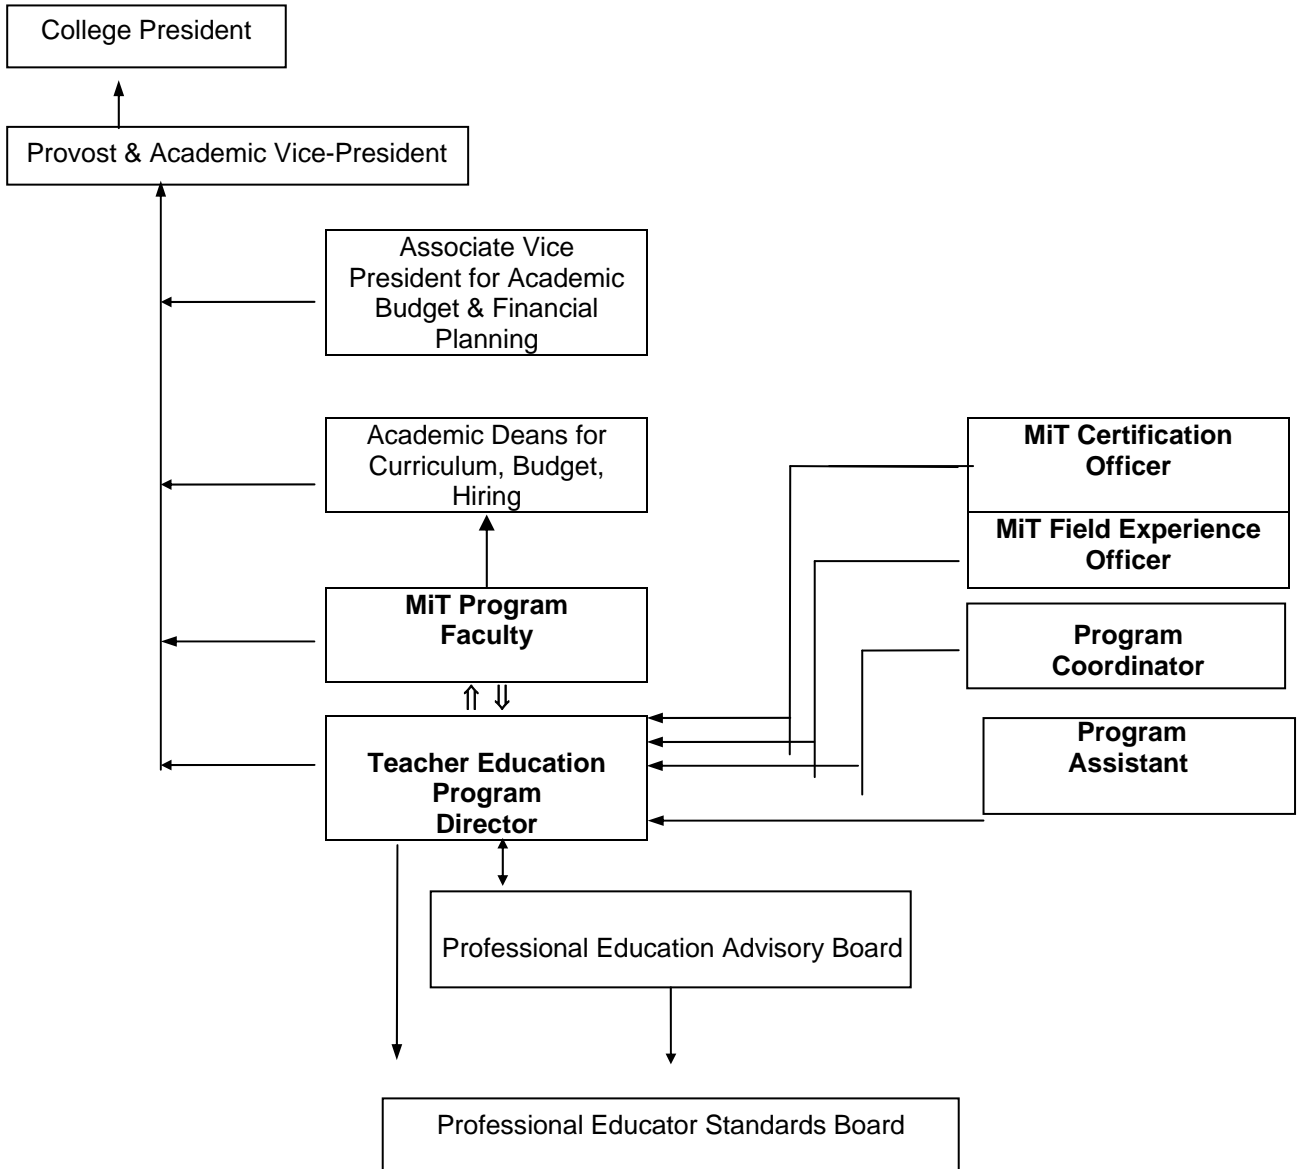 College President
Provost & Academic Vice-President
Associate Vice
President for Academic
Budget & Financial
Planning
Academic Deans for
Curriculum, Budget,
Hiring
MiT Certification
Officer
MiT Field Experience
Officer
MiT Program
Faculty
Program
Coordinator
⇑ ⇓
Teacher Education
Program
Director
Program
Assistant
Professional Education Advisory Board
Professional Educator Standards Board